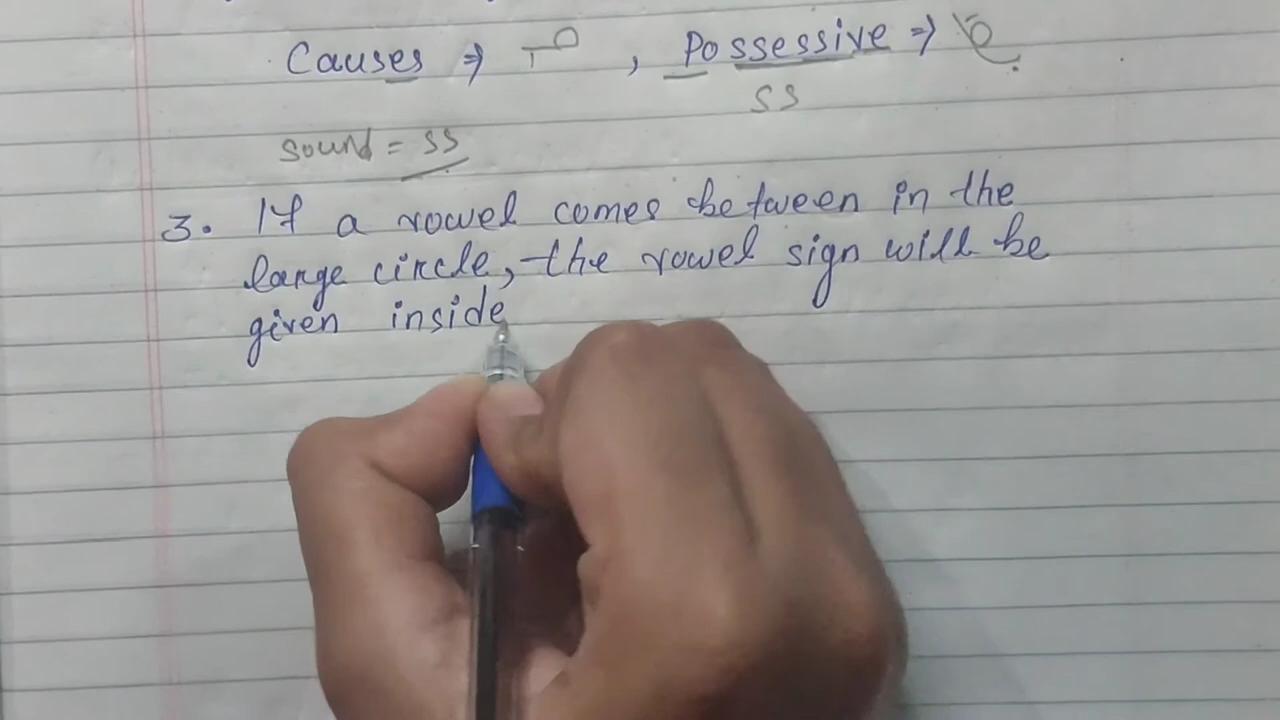 Causes ⇒ , Possessive ⇒
ss
sound = ss
3. If a vowel comes between in the
large circle, the vowel sign will be
given inside